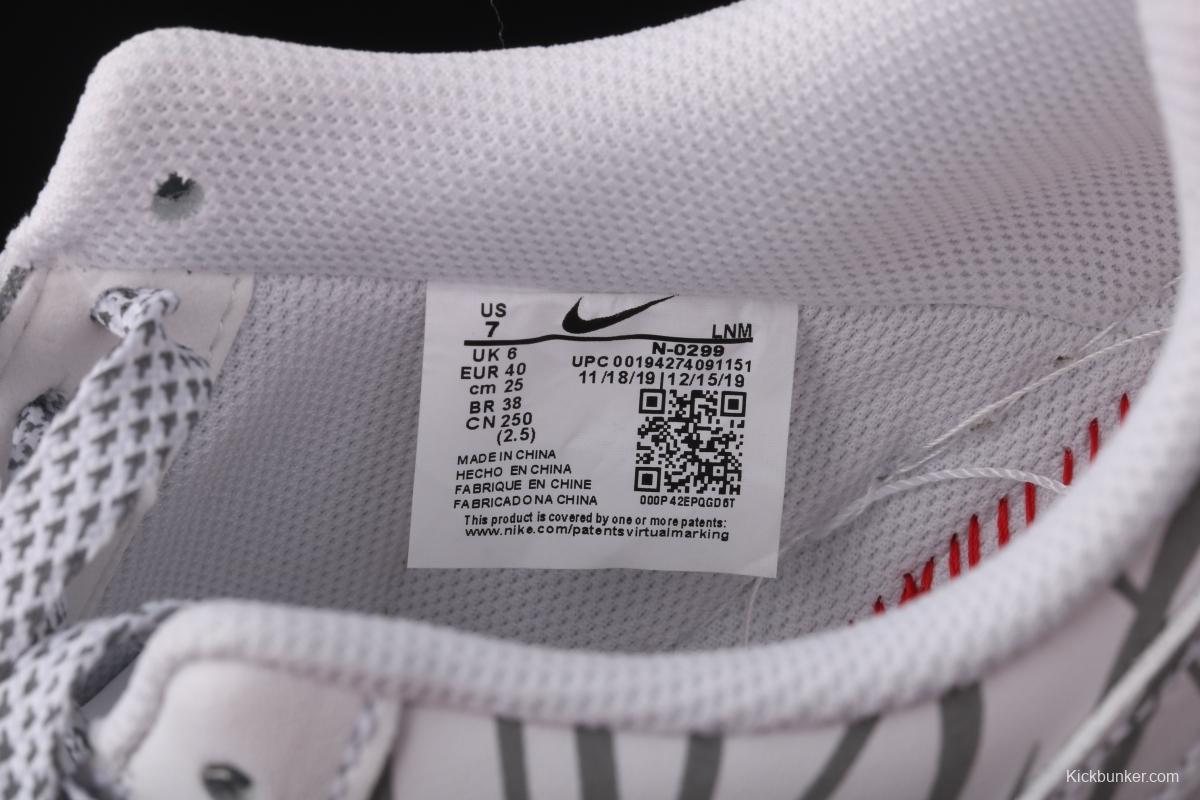 US
7
LNM
UK 6
EUR 40
cm 25
BR 38
CN 250
(2.5)
N-0299
UPC 00194274091151
11/18/19|12/15/19
000P42EPQGD6T
MADE IN CHINA
HECHO EN CHINA
FABRIQUE EN CHINE
FABRICADO NA CHINA
This product is covered by one or more patents:
www.nike.com/patentsvirtualmarking
Kickbunker.com